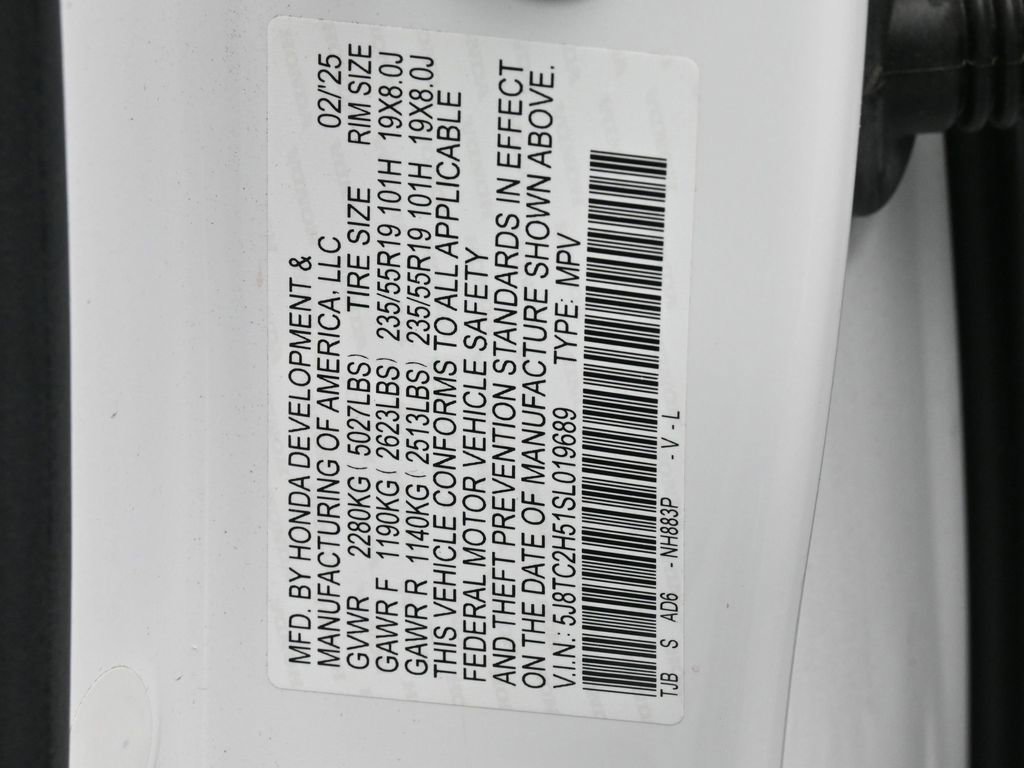 MFD. BY HONDA DEVELOPMENT &
MANUFACTURING OF AMERICA, LLC 02/'25
GVWR 2280KG ( 5027LBS) TIRE SIZE RIM SIZE
GAWR F 1190KG ( 2623LBS) 235/55R19 101H 19X8.0J
GAWR R 1140KG ( 2513LBS) 235/55R19 101H 19X8.0J
THIS VEHICLE CONFORMS TO ALL APPLICABLE
FEDERAL MOTOR VEHICLE SAFETY
AND THEFT PREVENTION STANDARDS IN EFFECT
ON THE DATE OF MANUFACTURE SHOWN ABOVE.
V.I.N.: 5J8TC2H51SL019689 TYPE: MPV
TJB S AD6 -NH883P -V-L